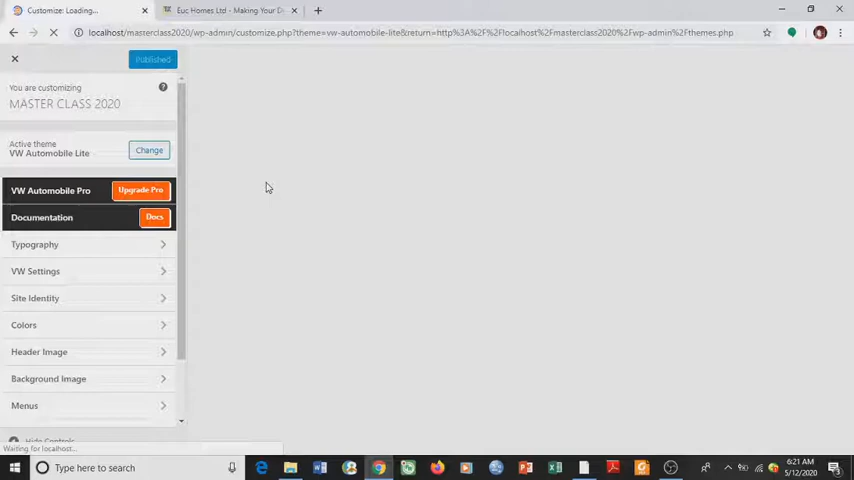 Customize: Loading...
Euc Homes Ltd - Making Your D
localhost/masterclass2020/wp-admin/customize.php?theme=vw-automobile-lite&return=http%3A%2F%2Flocalhost%2Fmasterclass2020%2Fwp-admin%2Fthemes.php
Published
You are customizing
MASTER CLASS 2020
Active theme
VW Automobile Lite
Change
VW Automobile Pro
Upgrade Pro
Documentation
Docs
Typography
VW Settings
Site Identity
Colors
Header Image
Background Image
Menus
Hide Controls
Waiting for localhost...
Type here to search
6:21 AM
5/12/2020